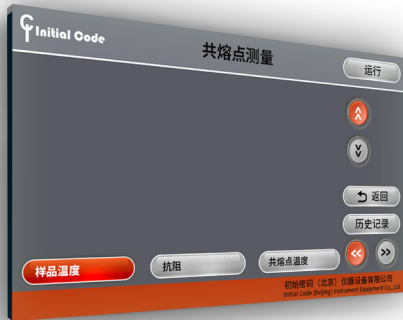 Initial Code
共熔点测量
运行
返回
历史记录
样品温度
抗阻
共熔点温度
初始密码（北京）仪器设备有限公司
Initial Code (Beijing) Instrument Equipment Co., Ltd